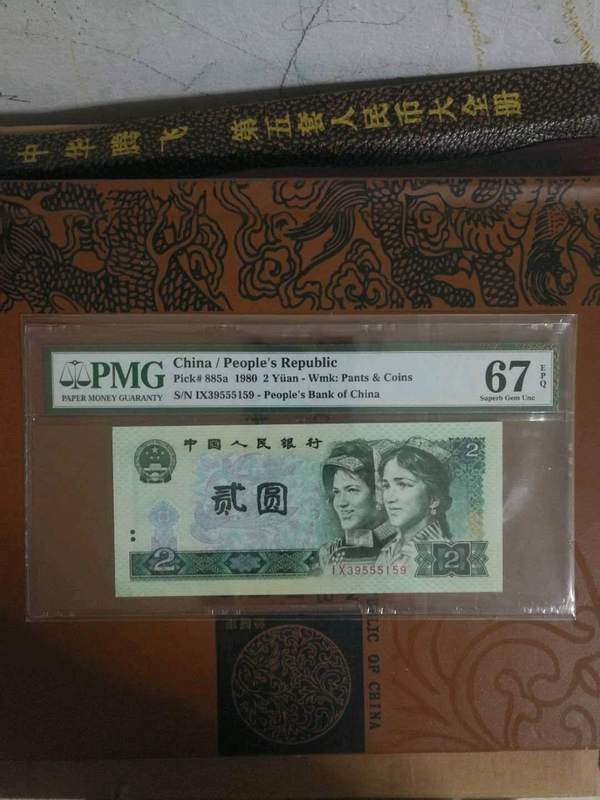 中华腾飞 第五套人民币大全册
PMG
PAPER MONEY GUARANTY
China / People's Republic
Pick# 885a 1980 2 Yüan - Wmk: Pants & Coins
S/N IX39555159 - People's Bank of China
67
EPQ
Superb Gem Unc
中国人民银行
2
贰圆
2
2
IX39555159
OF CHINA